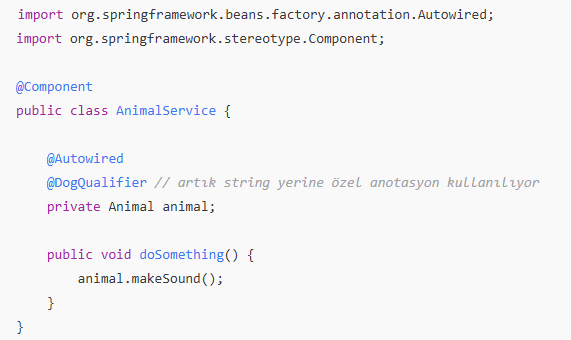 import org.springframework.beans.factory.annotation.Autowired;
import org.springframework.stereotype.Component;
@Component
public class AnimalService {
@Autowired
@DogQualifier // artık string yerine özel anotasyon kullanılıyor
private Animal animal;
public void doSomething() {
animal.makeSound();
}
}